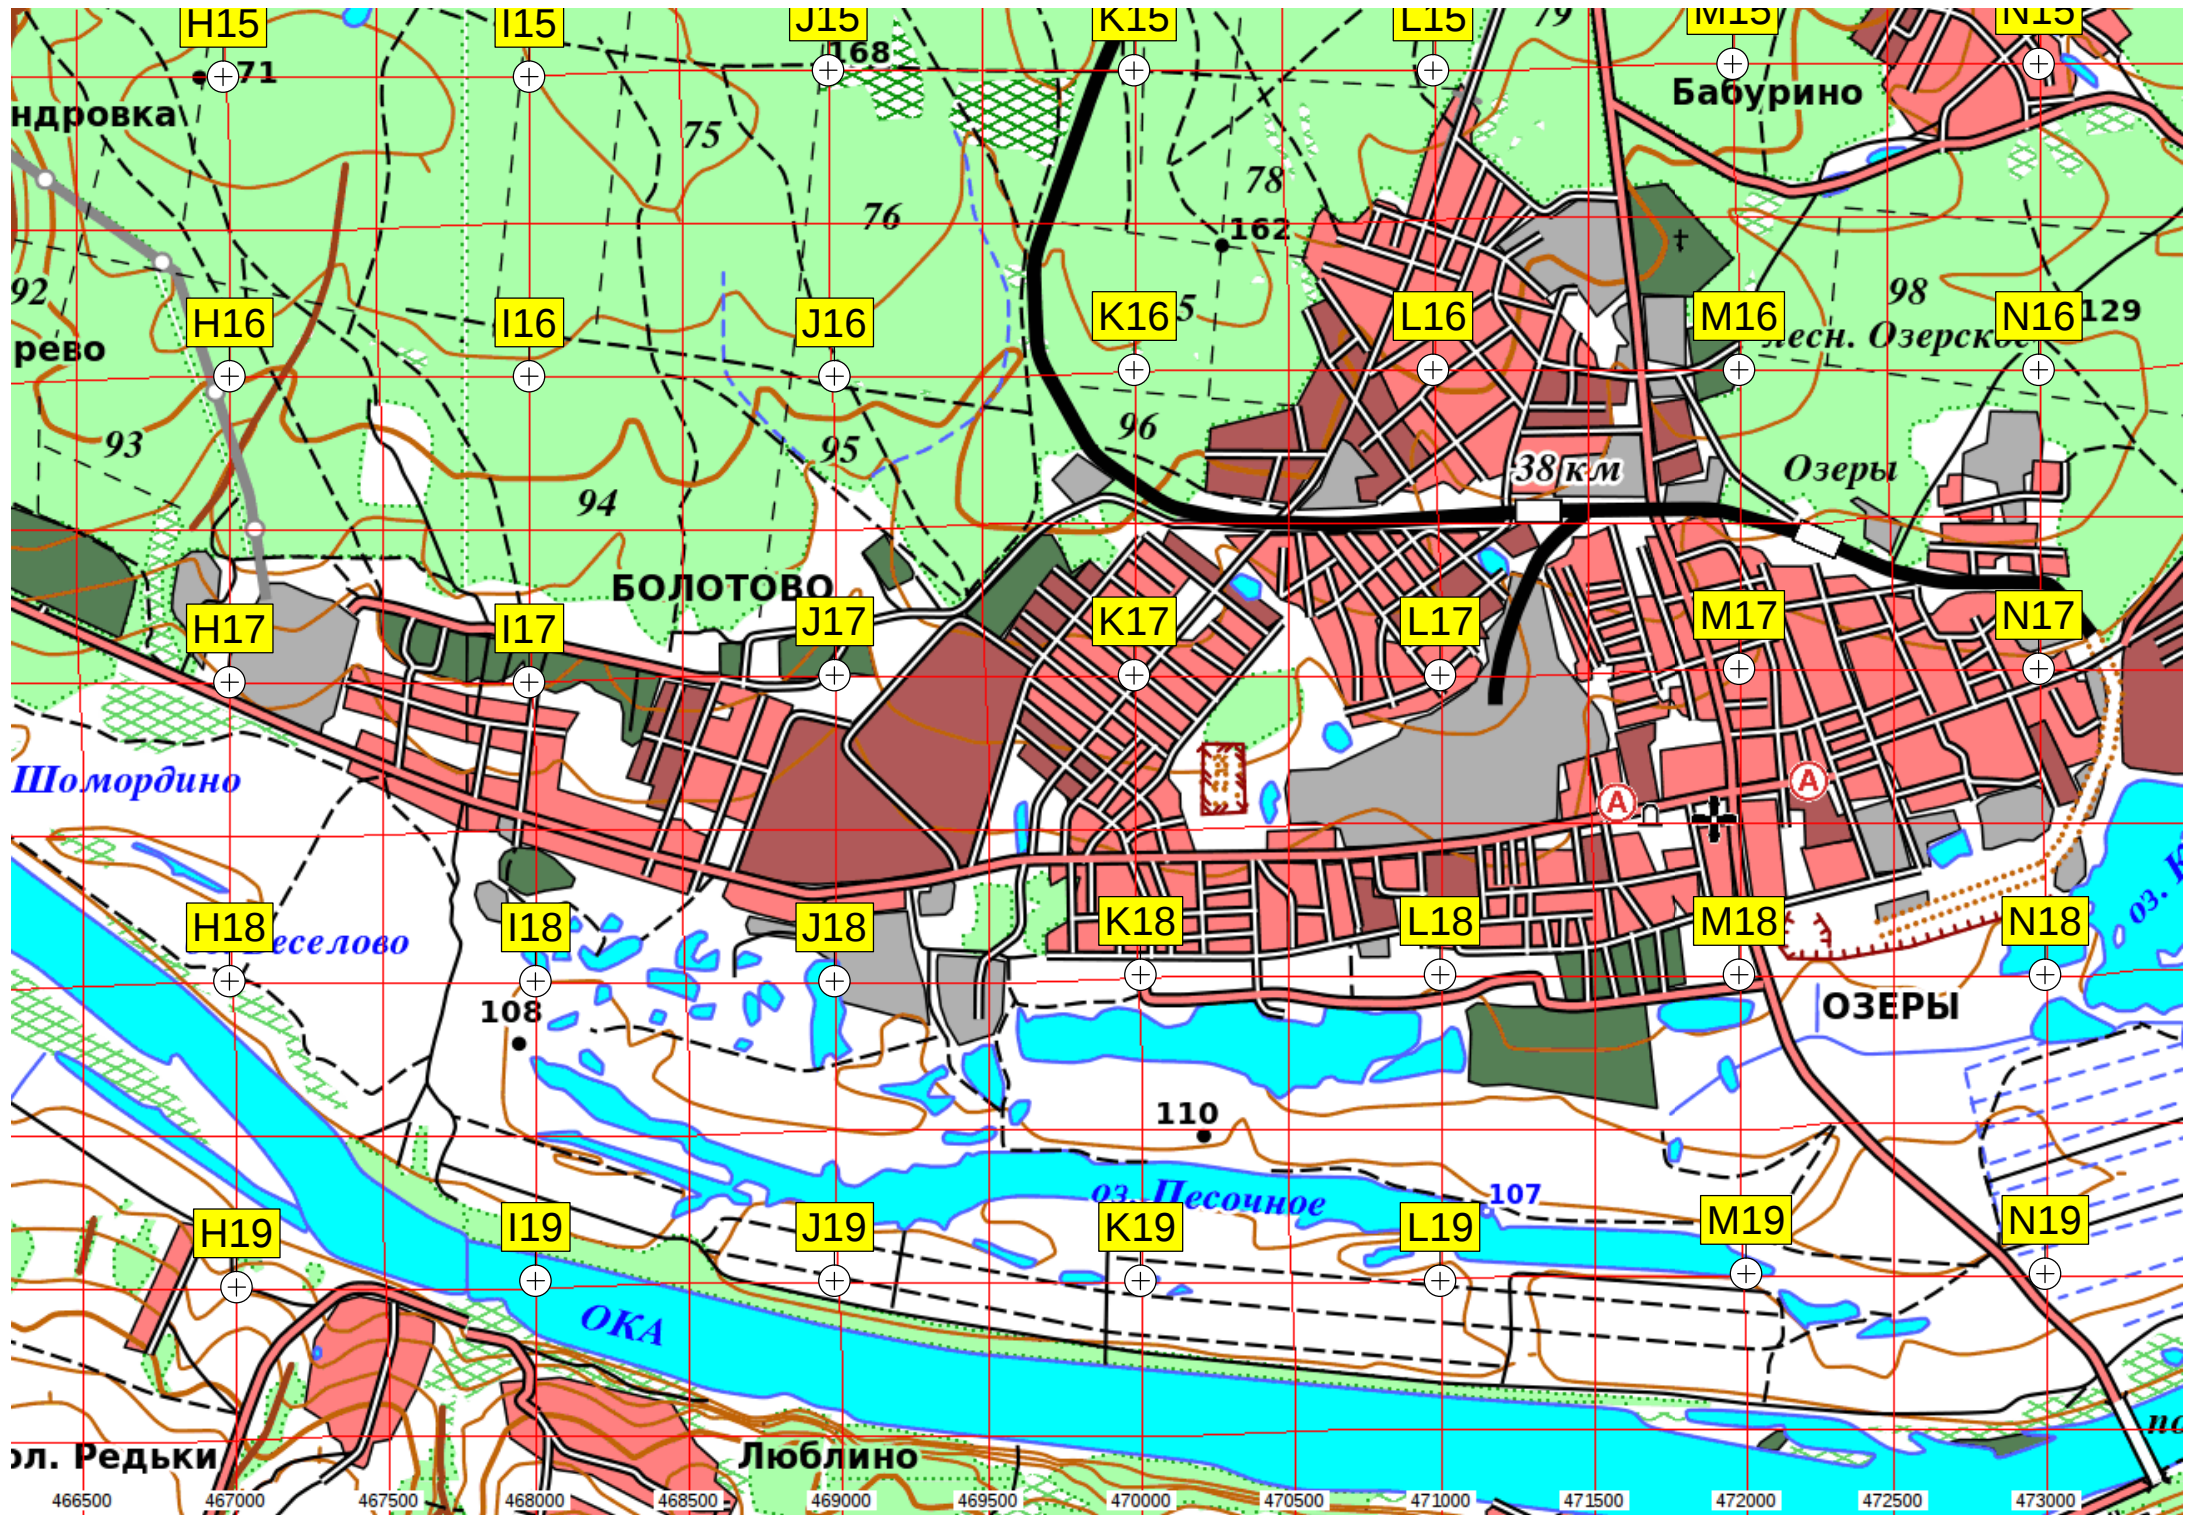 H15 I15 J15 K15 L15 M15 N15
79
71
168
Бабурино
ндровка
75
78
76
162
92
98
H16 I16 J16 K16 L16 M16 N16
5
129
рево
лесн. Озерское
93
95
96
94
38 км
Озеры
БОЛОТОВО
H17 I17 J17 K17 L17 M17 N17
Шомордино
А
А
оз. К
H18 I18 J18 K18 L18 M18 N18
еселово
108
ОЗЕРЫ
110
оз. Песочное
107
H19 I19 J19 K19 L19 M19 N19
ОКА
по
ол. Редьки
Люблино
466500 467000 467500 468000 468500 469000 469500 470000 470500 471000 471500 472000 472500 473000